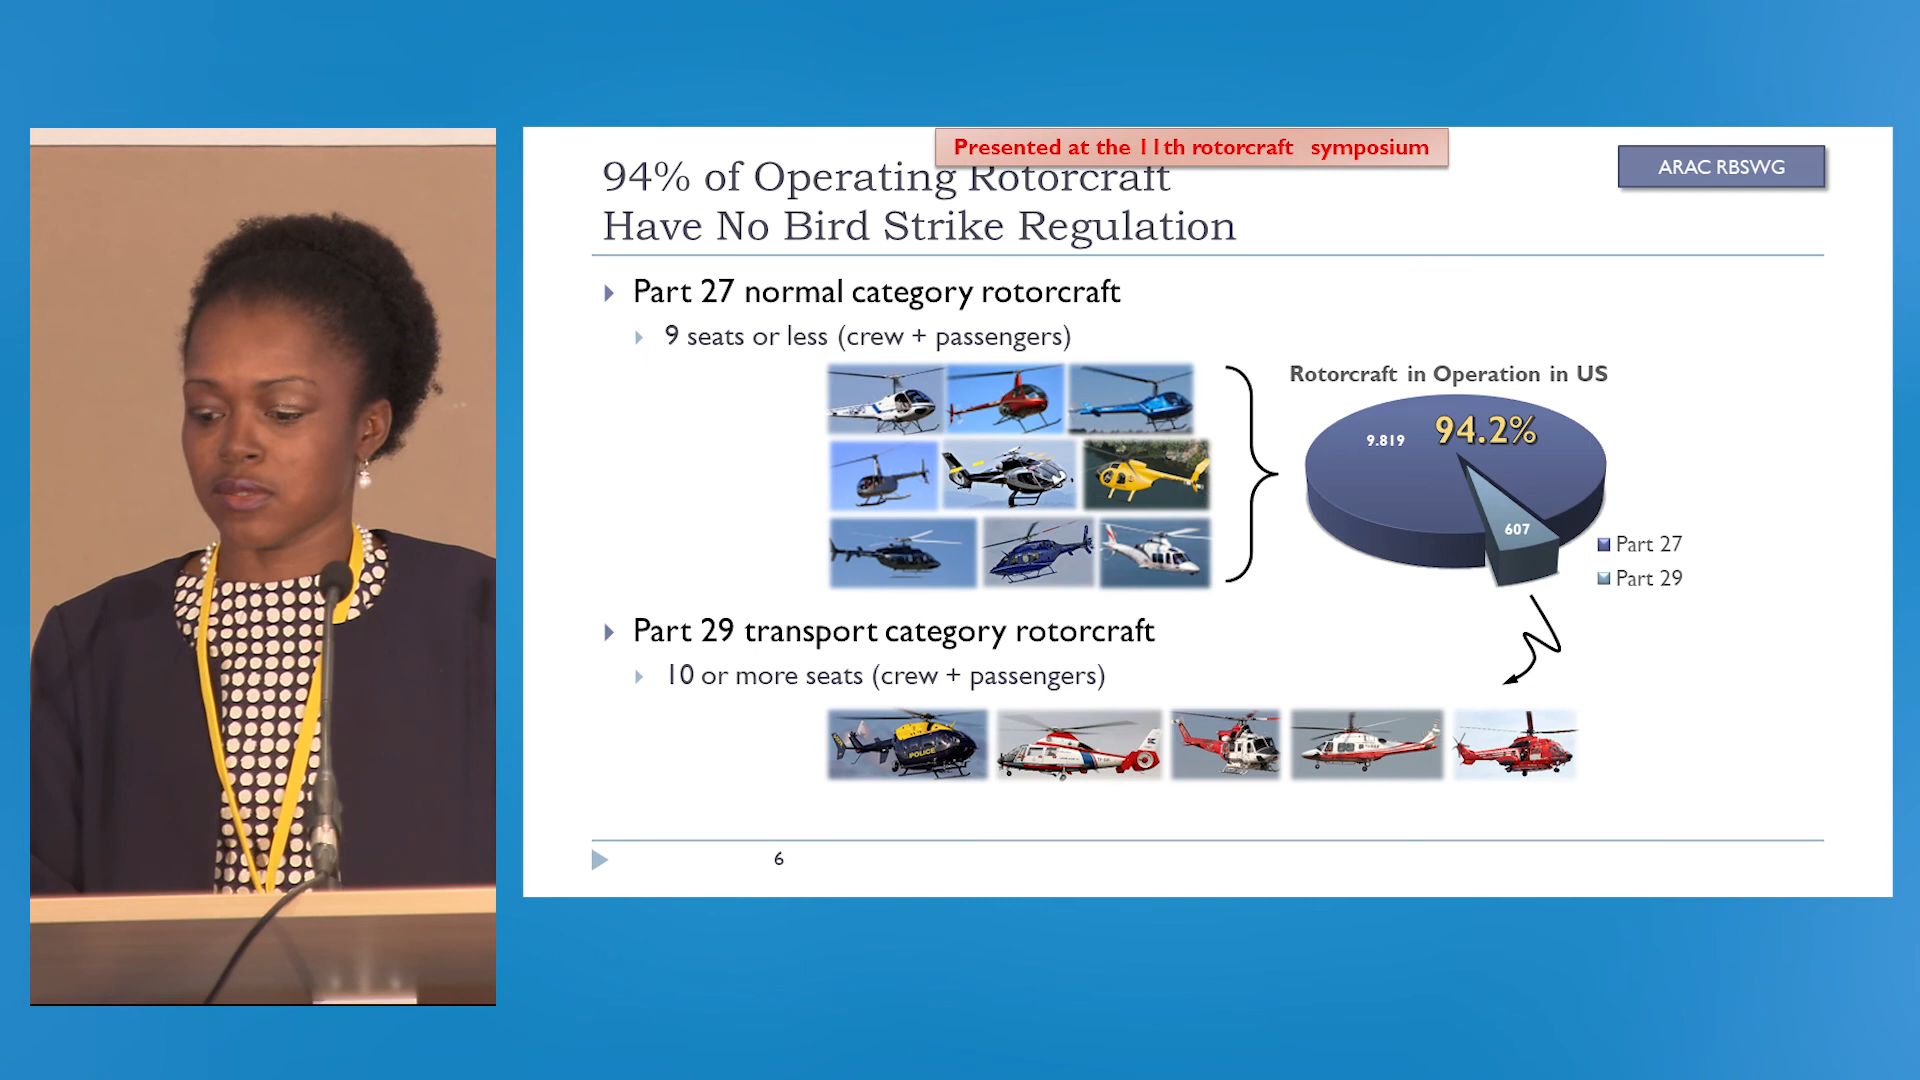 Presented at the 11th rotorcraft symposium
ARAC RBSWG
94% of Operating Rotorcraft
Have No Bird Strike Regulation
Part 27 normal category rotorcraft
9 seats or less (crew + passengers)
Rotorcraft in Operation in US
9.819
94.2%
607
Part 27
Part 29
Part 29 transport category rotorcraft
10 or more seats (crew + passengers)
POLICE
6